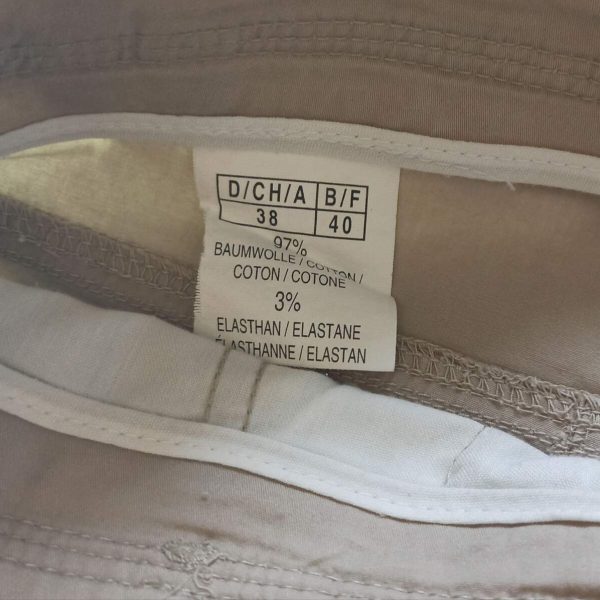 D/CH/A B/F
38 40
97%
BAUMWOLLE / COTTON /
COTON / COTONE
3%
ELASTHAN / ELASTANE
ÉLASTHANNE / ELASTAN